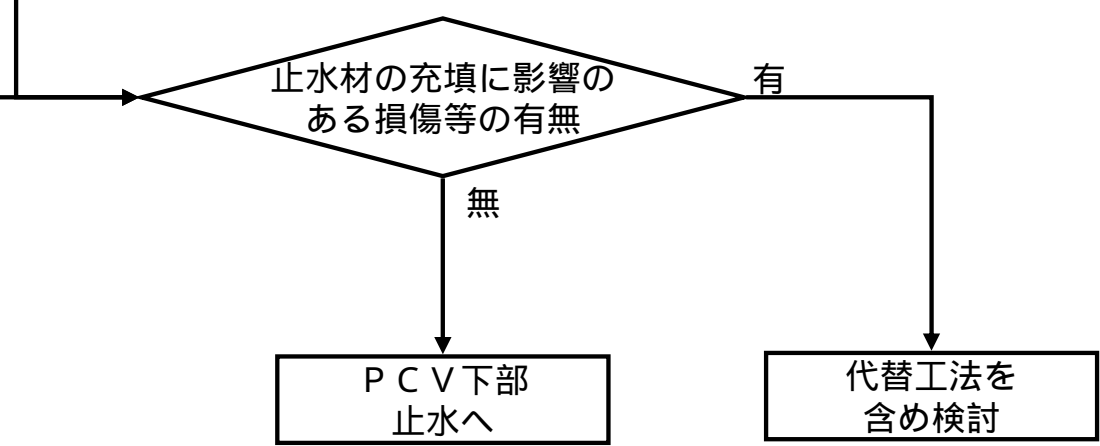 止水材の充填に影響の
ある損傷等の有無
有
無
ＰＣＶ下部
止水へ
代替工法を
含め検討